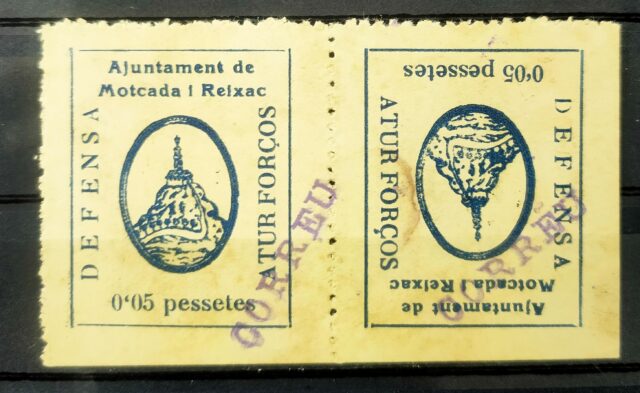 Ajuntament de
Motcada i Reixac
DEFENSA
ATUR FORÇOS
0'05 pessetes
CORREU
Ajuntament de
Motcada i Reixac
DEFENSA
ATUR FORÇOS
0'05 pessetes
CORREU